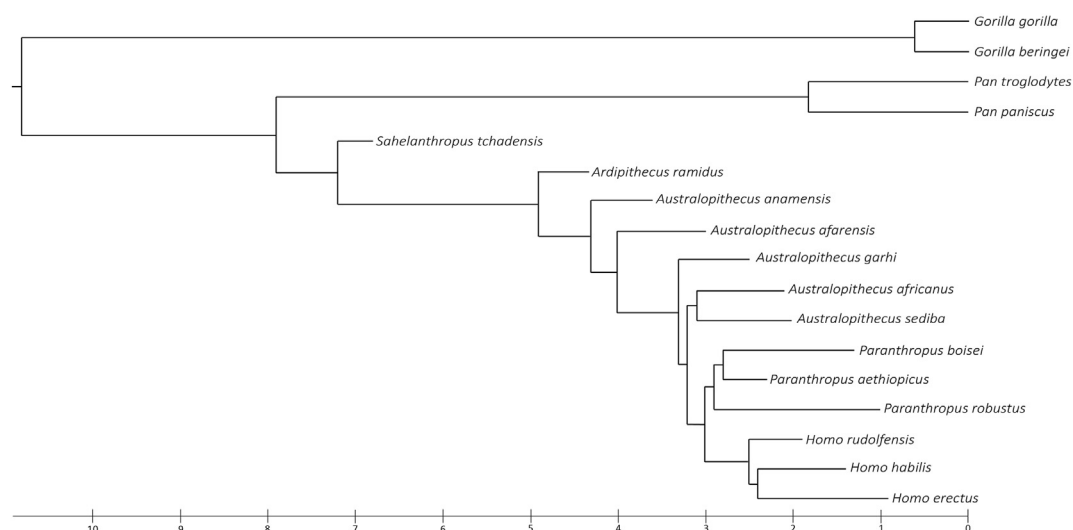 Gorilla gorilla
Gorilla beringei
Pan troglodytes
Pan paniscus
Sahelanthropus tchadensis
Ardipithecus ramidus
Australopithecus anamensis
Australopithecus afarensis
Australopithecus garhi
Australopithecus africanus
Australopithecus sediba
Paranthropus boisei
Paranthropus aethiopicus
Paranthropus robustus
Homo rudolfensis
Homo habilis
Homo erectus
10 9 8 7 6 5 4 3 2 1 0